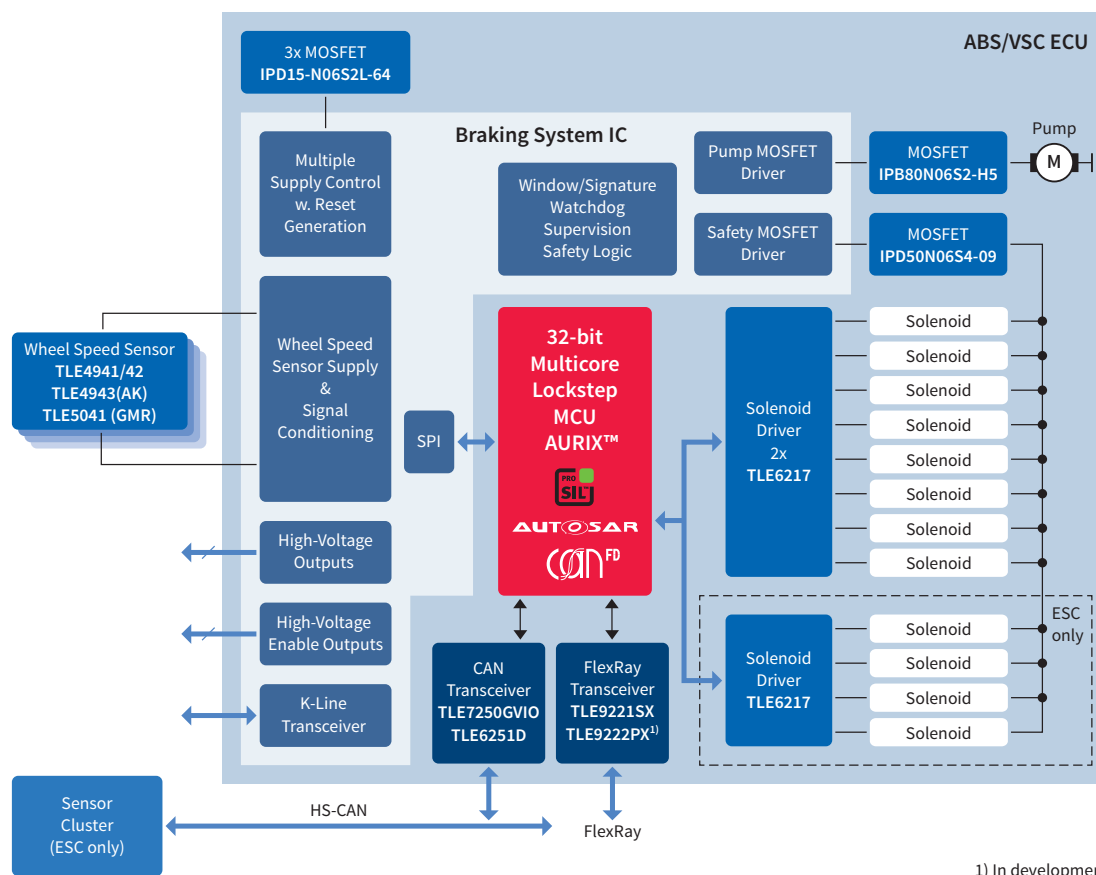 ABS/VSC ECU
3x MOSFET
IPD15-N06S2L-64
Braking System IC
Multiple
Supply Control
w. Reset
Generation
Window/Signature
Watchdog
Supervision
Safety Logic
Pump MOSFET
Driver
MOSFET
IPB80N06S2-H5
Pump
M
Safety MOSFET
Driver
MOSFET
IPD50N06S4-09
Wheel Speed Sensor
TLE4941/42
TLE4943(AK)
TLE5041 (GMR)
Wheel Speed
Sensor Supply
&
Signal
Conditioning
SPI
32-bit
Multicore
Lockstep
MCU
AURIX™
PRO
SIL™
AUTOSAR
CAN FD
Solenoid
Driver
2x
TLE6217
Solenoid
Solenoid
Solenoid
Solenoid
Solenoid
Solenoid
Solenoid
Solenoid
High-Voltage
Outputs
High-Voltage
Enable Outputs
K-Line
Transceiver
CAN
Transceiver
TLE7250GVIO
TLE6251D
FlexRay
Transceiver
TLE9221SX
TLE9222PX1)
Solenoid
Driver
TLE6217
Solenoid
Solenoid
Solenoid
Solenoid
ESC
only
Sensor
Cluster
(ESC only)
HS-CAN
FlexRay
1) In developmen